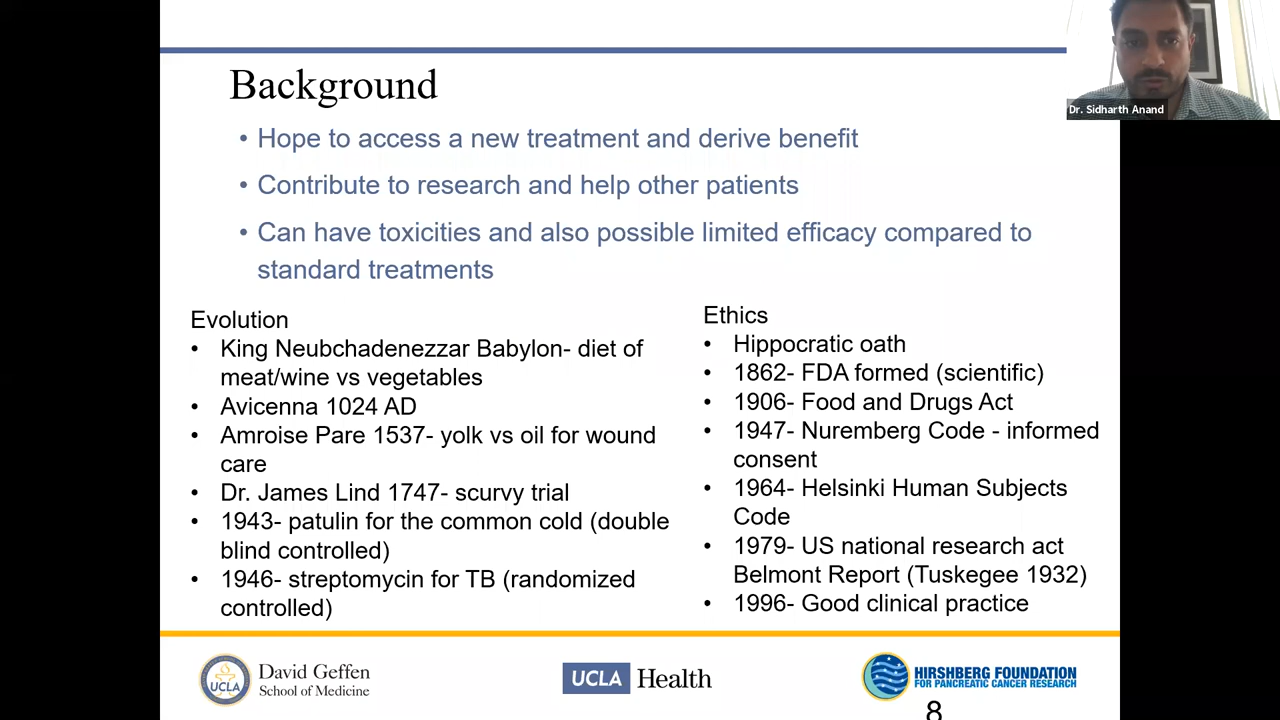 Background
• Hope to access a new treatment and derive benefit
• Contribute to research and help other patients
• Can have toxicities and also possible limited efficacy compared to
standard treatments
Evolution
• King Neubchadenezzar Babylon- diet of
meat/wine vs vegetables
• Avicenna 1024 AD
• Amroise Pare 1537- yolk vs oil for wound
care
• Dr. James Lind 1747- scurvy trial
• 1943- patulin for the common cold (double
blind controlled)
• 1946- streptomycin for TB (randomized
controlled)
Ethics
• Hippocratic oath
• 1862- FDA formed (scientific)
• 1906- Food and Drugs Act
• 1947- Nuremberg Code - informed
consent
• 1964- Helsinki Human Subjects
Code
• 1979- US national research act
Belmont Report (Tuskegee 1932)
• 1996- Good clinical practice
Dr. Sidharth Anand
UCLA
David Geffen
School of Medicine
UCLA Health
HIRSHBERG FOUNDATION
FOR PANCREATIC CANCER RESEARCH
8